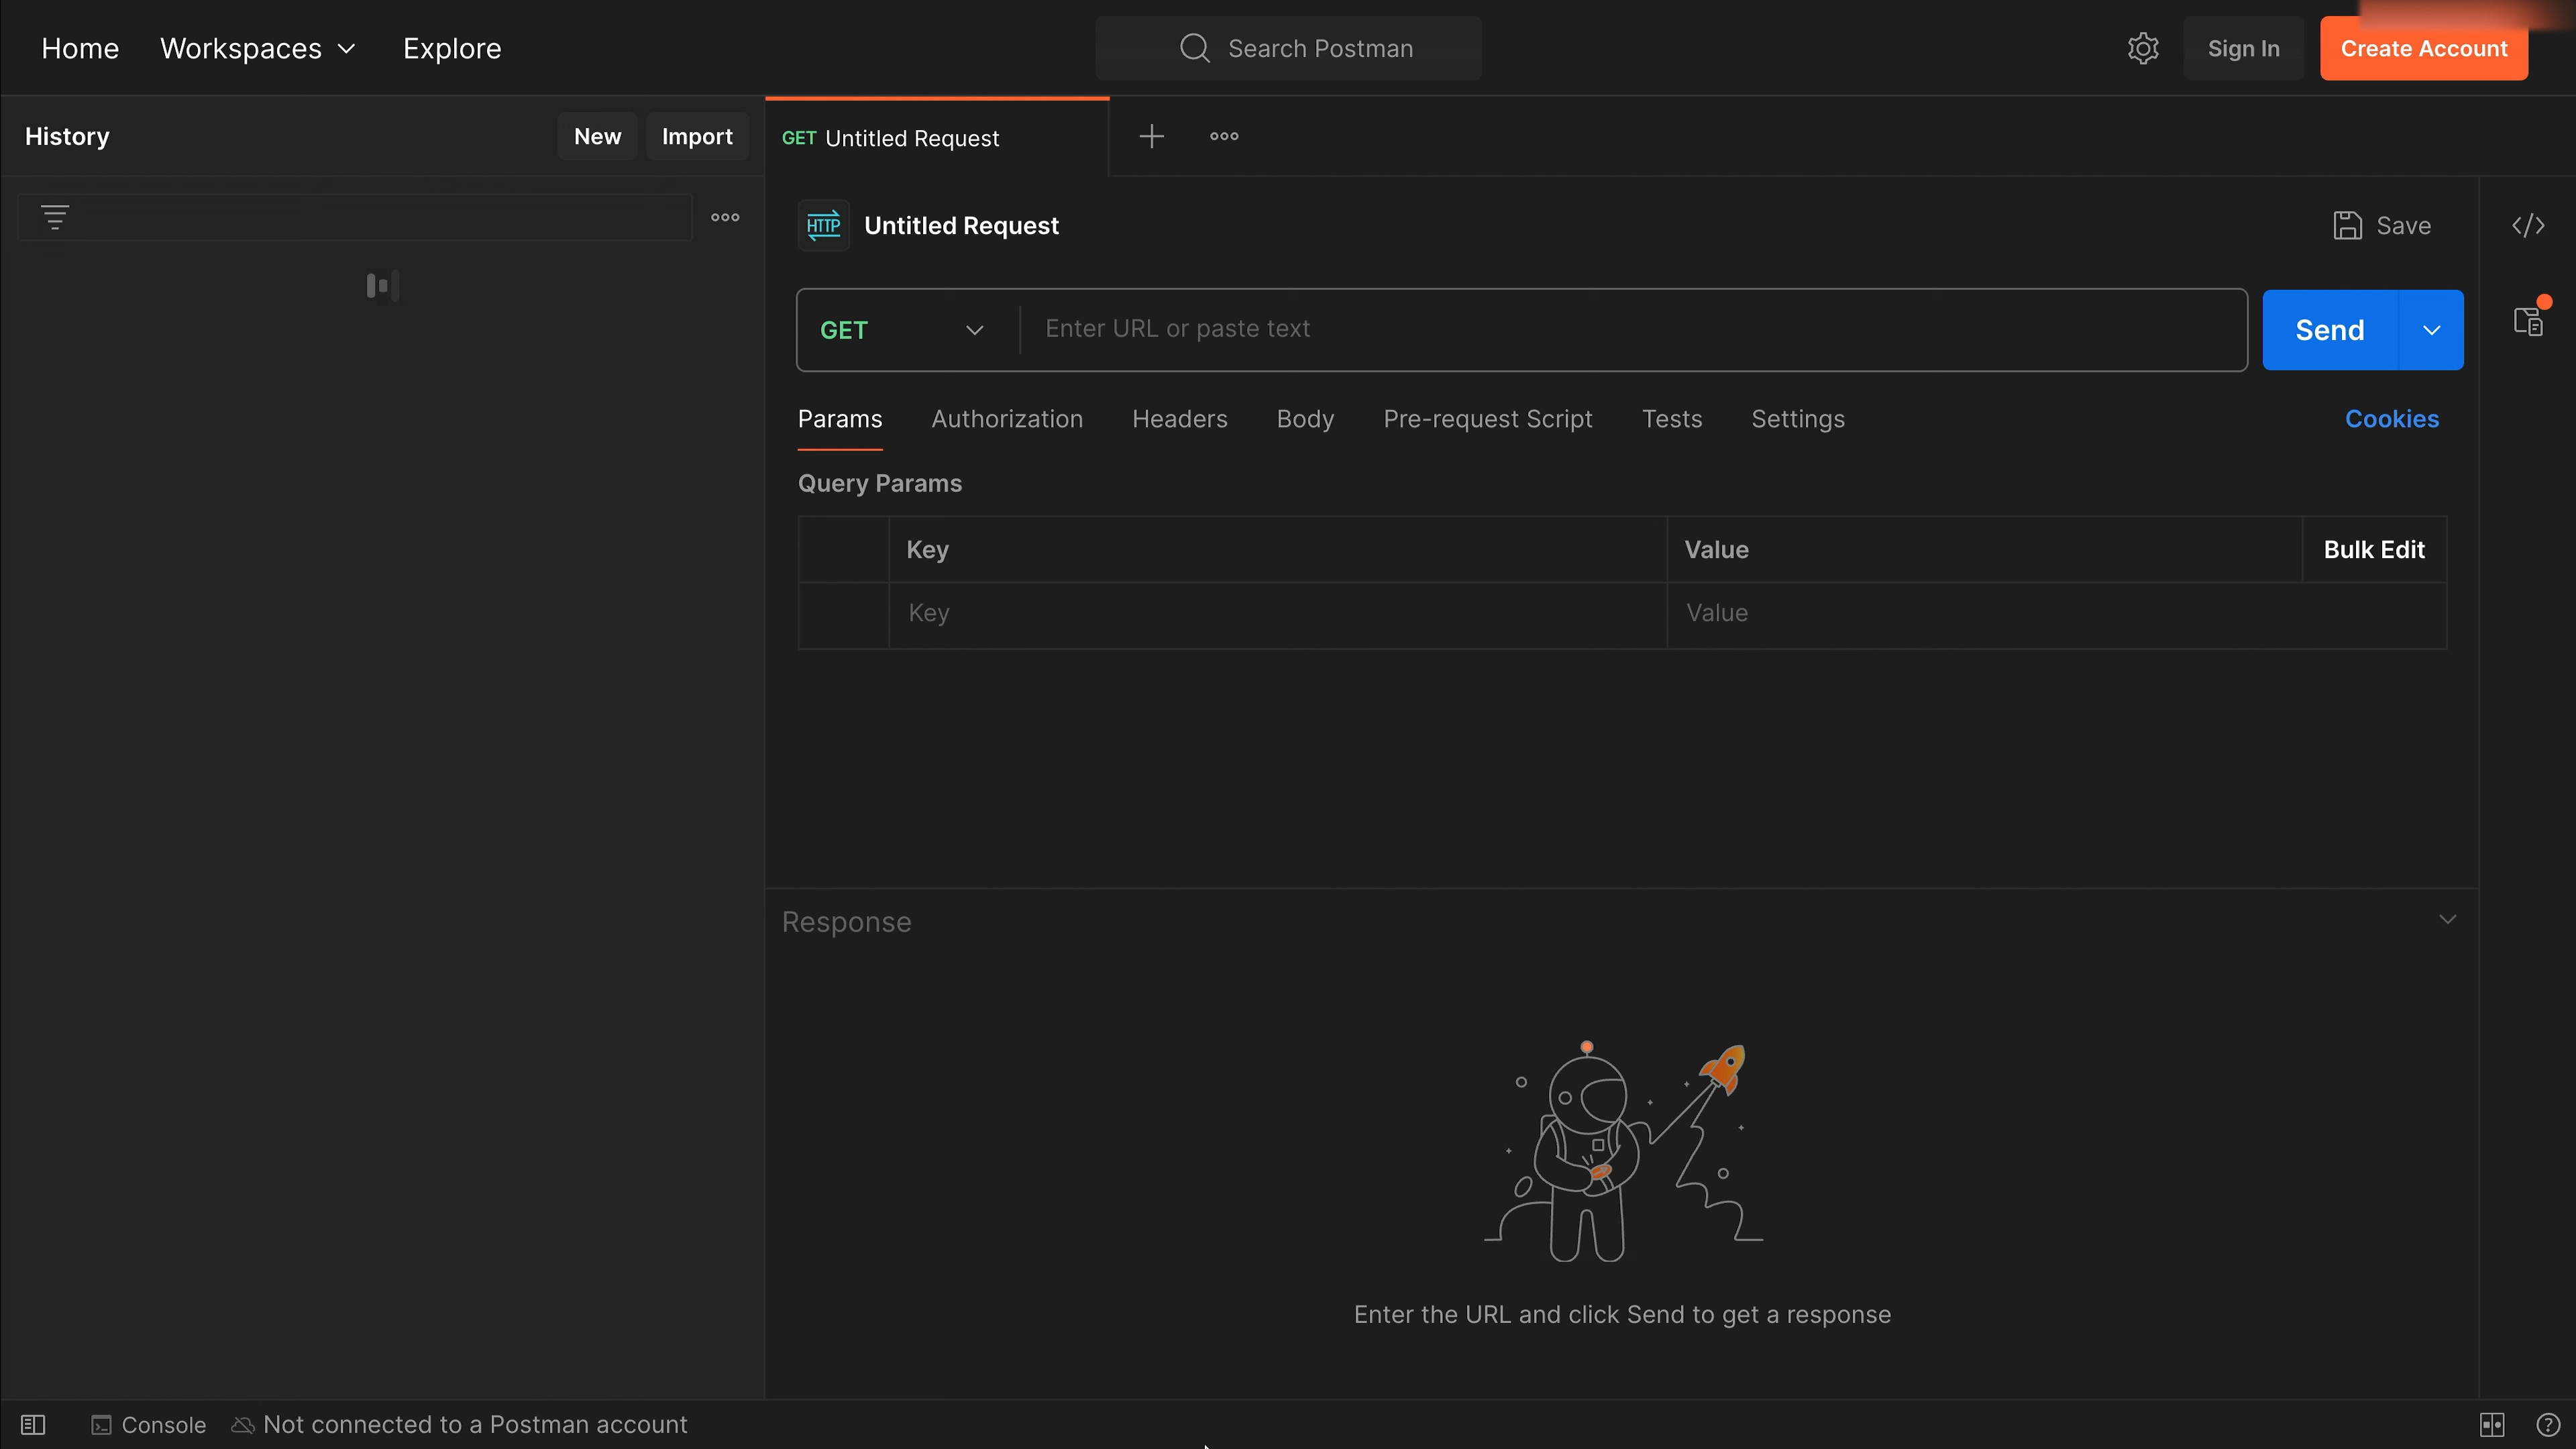 Home Workspaces Explore Search Postman Sign In Create Account
History New Import
GET Untitled Request
HTTP Untitled Request Save
GET Enter URL or paste text Send
Params Authorization Headers Body Pre-request Script Tests Settings Cookies
Query Params
Key Value Bulk Edit
Key Value
Response
Enter the URL and click Send to get a response
Console Not connected to a Postman account